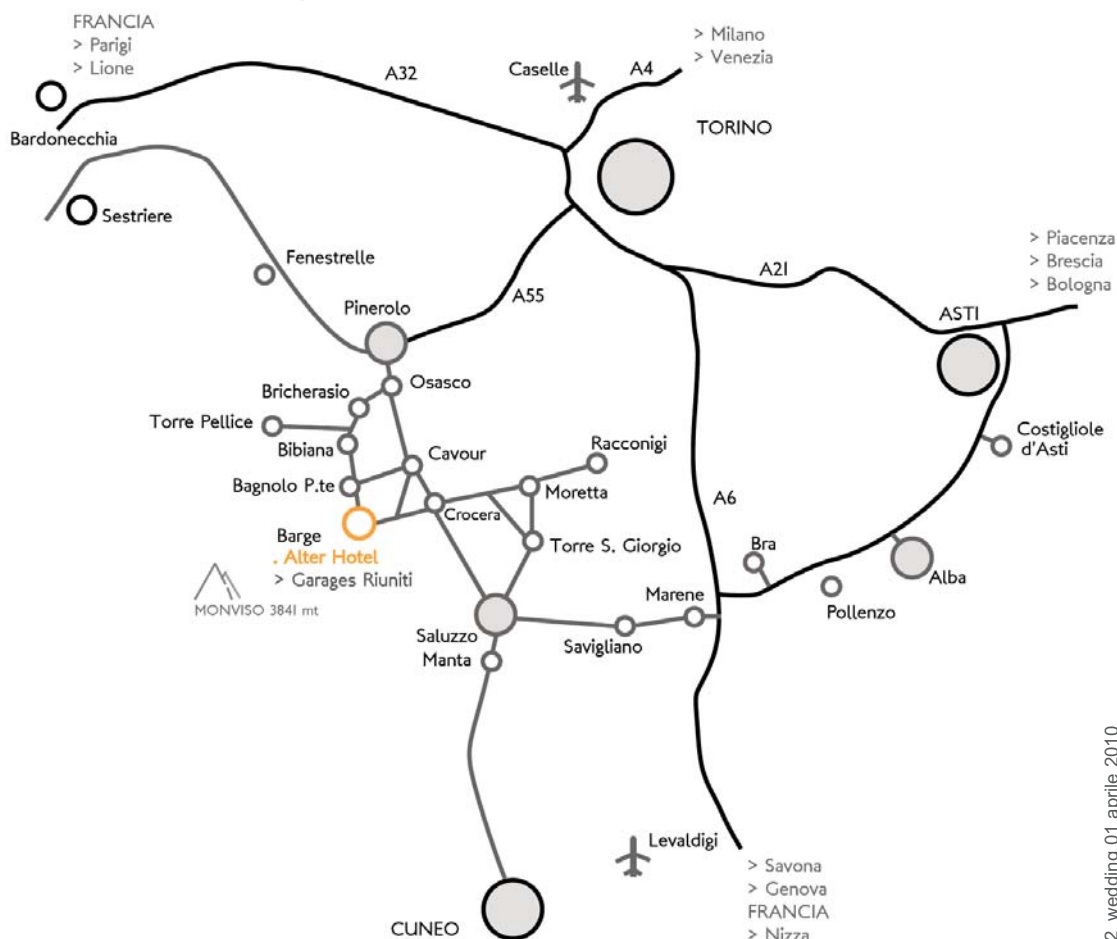 FRANCIA
> Parigi
> Lione
A32
Caselle
A4
> Milano
> Venezia
TORINO
Bardonecchia
Sestriere
Fenestrelle
A55
A21
> Piacenza
> Brescia
> Bologna
ASTI
Pinerolo
Osasco
Bricherasio
Torre Pellice
Bibiana
Cavour
Racconigi
Costigliole
d'Asti
Bagnolo P.te
Moretta
A6
Crocera
Barge
. Alter Hotel
> Garages Riuniti
Torre S. Giorgio
Bra
Alba
MONVISO 3841 mt
Marene
Pollenzo
Saluzzo
Savigliano
Manta
Levaldigi
> Savona
> Genova
FRANCIA
> Nizza
CUNEO
wedding 01 aprile 2010